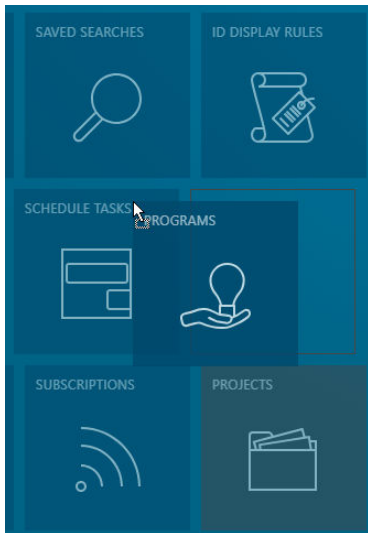 SAVED SEARCHES
ID DISPLAY RULES
SCHEDULE TASKS
PROGRAMS
SUBSCRIPTIONS
PROJECTS